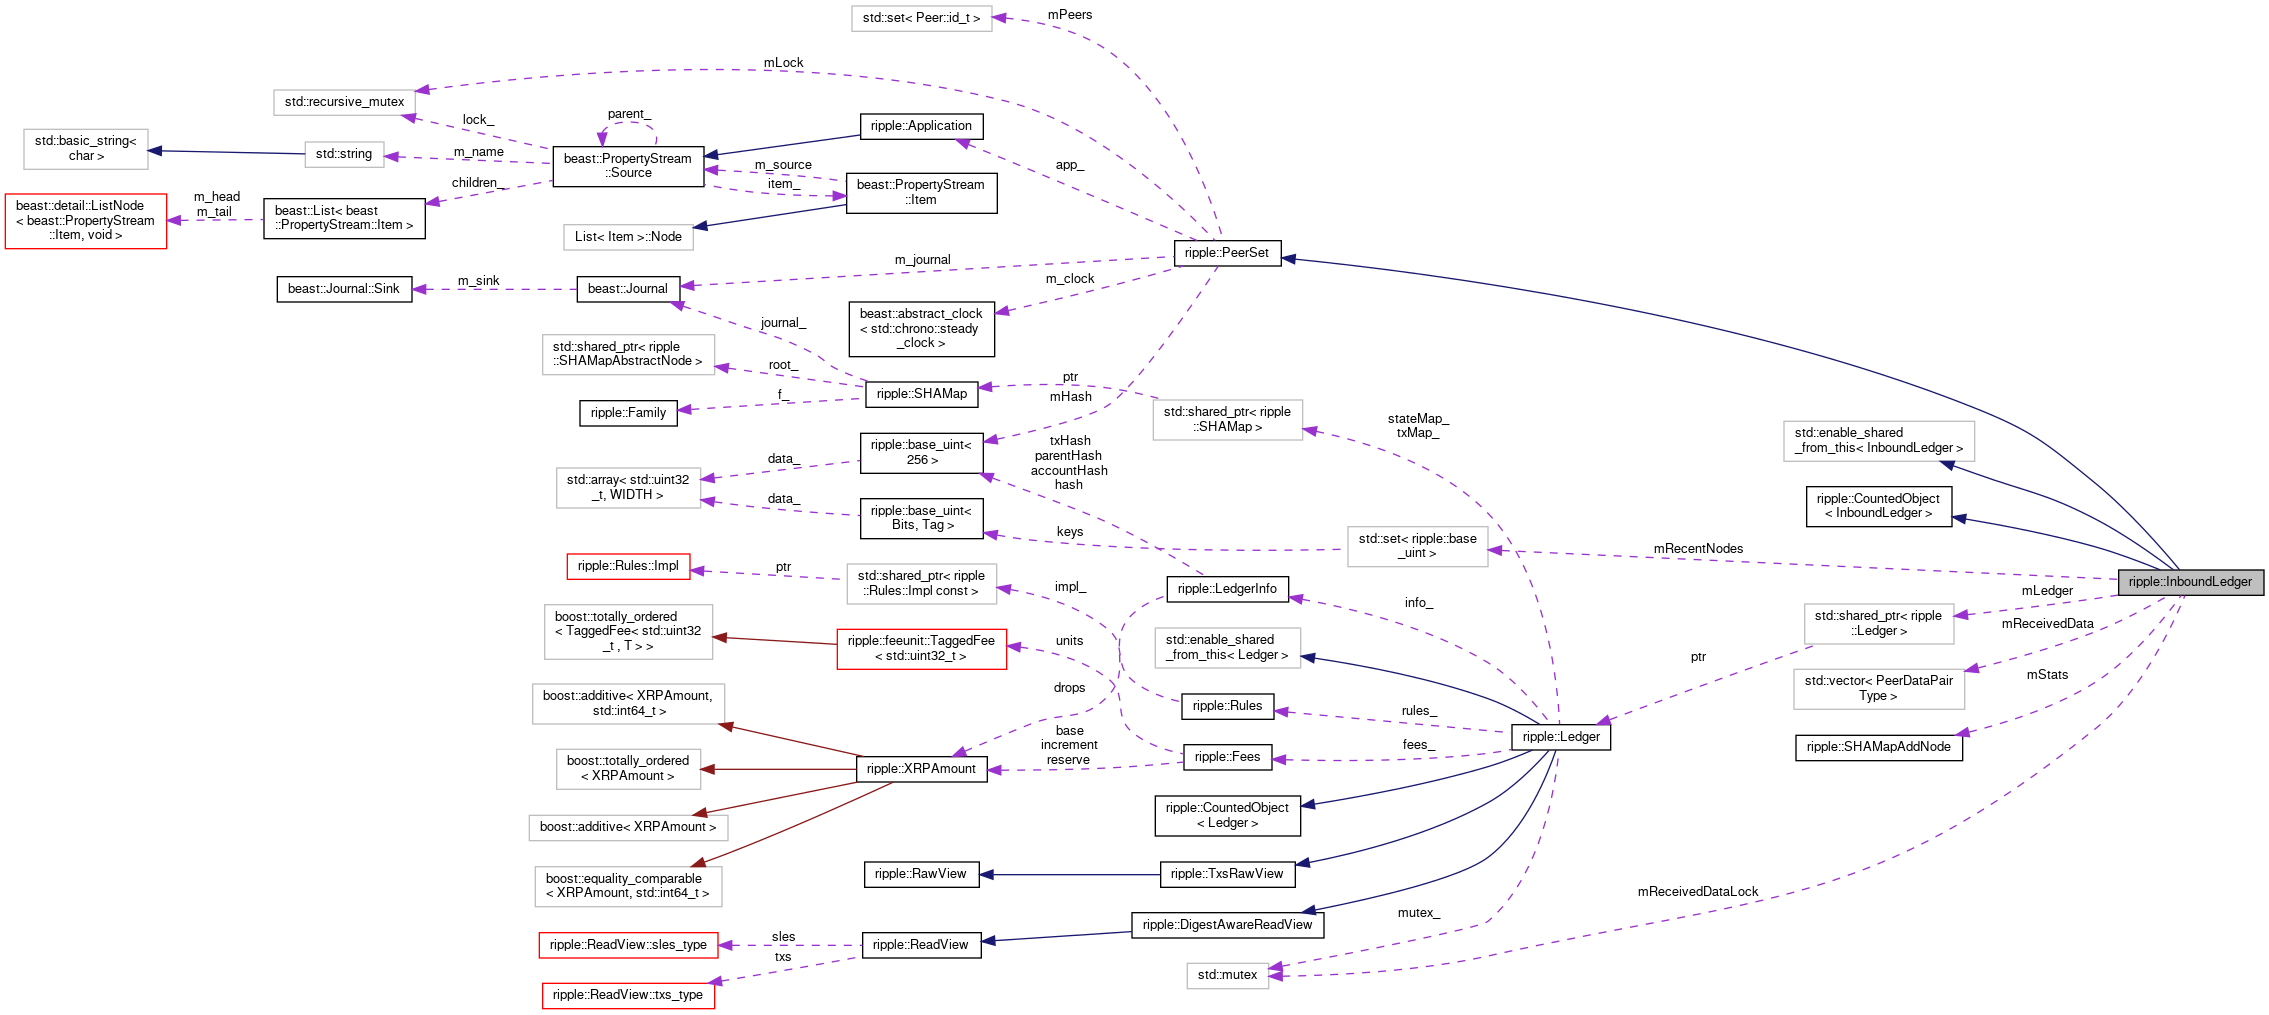 std::set< Peer::id_t >
mPeers
mLock
std::recursive_mutex
lock_
parent_
ripple::Application
std::basic_string<
char >
std::string
m_name
beast::PropertyStream
::Source
m_source
item_
app_
children_
beast::PropertyStream
::Item
beast::detail::ListNode
< beast::PropertyStream
::Item, void >
m_head
m_tail
beast::List< beast
::PropertyStream::Item >
List< Item >::Node
ripple::PeerSet
beast::Journal::Sink
m_sink
beast::Journal
m_journal
m_clock
beast::abstract_clock
< std::chrono::steady
_clock >
journal_
std::shared_ptr< ripple
::SHAMapAbstractNode >
root_
ripple::SHAMap
ptr
mHash
f_
ripple::Family
std::shared_ptr< ripple
::SHAMap >
stateMap_
txMap_
std::enable_shared
_from_this< InboundLedger >
ripple::base_uint<
256 >
data_
txHash
parentHash
accountHash
hash
std::array< std::uint32
_t, WIDTH >
data_
ripple::base_uint<
Bits, Tag >
keys
std::set< ripple::base
_uint >
mRecentNodes
ripple::CountedObject
< InboundLedger >
ripple::InboundLedger
ripple::Rules::Impl
ptr
std::shared_ptr< ripple
::Rules::Impl const >
impl_
ripple::LedgerInfo
info_
mLedger
std::shared_ptr< ripple
::Ledger >
mReceivedData
boost::totally_ordered
< TaggedFee< std::uint32
_t , T > >
ripple::feeunit::TaggedFee
< std::uint32_t >
units
std::enable_shared
_from_this< Ledger >
ptr
std::vector< PeerDataPair
Type >
mStats
boost::additive< XRPAmount,
std::int64_t >
drops
ripple::Rules
rules_
ripple::Ledger
ripple::SHAMapAddNode
boost::totally_ordered
< XRPAmount >
ripple::XRPAmount
base
increment
reserve
ripple::Fees
fees_
boost::additive< XRPAmount >
ripple::CountedObject
< Ledger >
boost::equality_comparable
< XRPAmount, std::int64_t >
ripple::RawView
ripple::TxsRawView
mReceivedDataLock
mutex_
ripple::DigestAwareReadView
ripple::ReadView::sles_type
sles
ripple::ReadView
txs
ripple::ReadView::txs_type
std::mutex